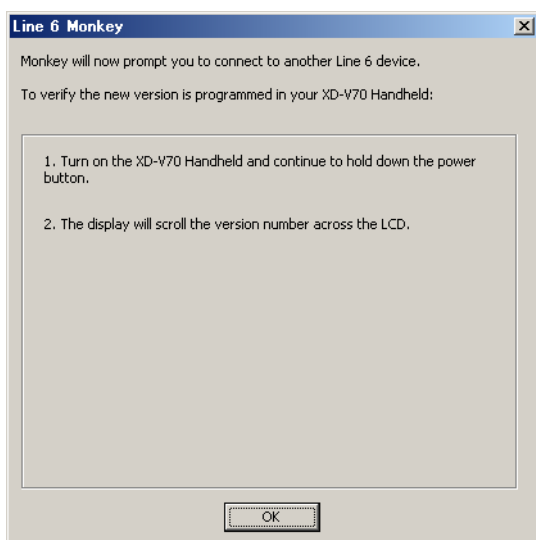 Line 6 Monkey
Monkey will now prompt you to connect to another Line 6 device.
To verify the new version is programmed in your XD-V70 Handheld:
1. Turn on the XD-V70 Handheld and continue to hold down the power
button.
2. The display will scroll the version number across the LCD.
OK